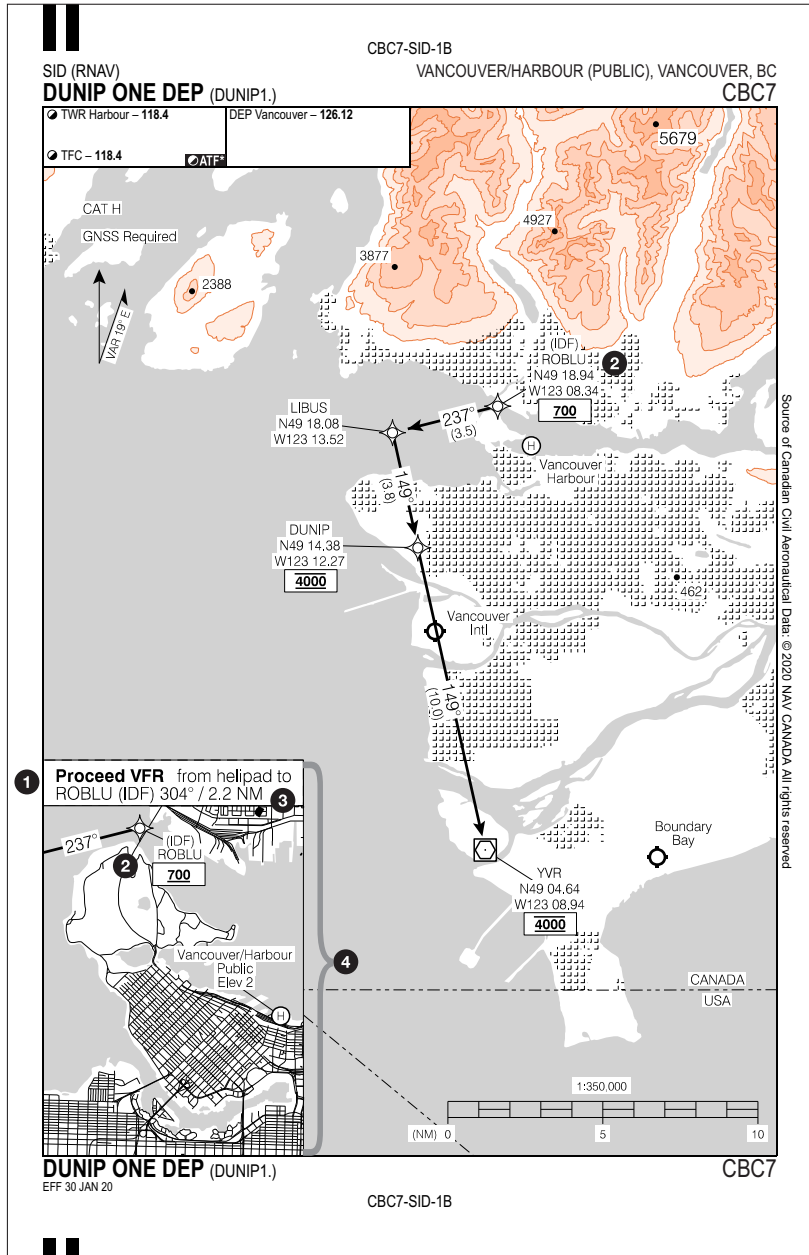 CBC7-SID-1B
SID (RNAV)
VANCOUVER/HARBOUR (PUBLIC), VANCOUVER, BC
DUNIP ONE DEP (DUNIP1.)
CBC7
TWR Harbour – 118.4
DEP Vancouver – 126.12
TFC – 118.4
ATF*
5679
CAT H
GNSS Required
4927
3877
2388
VAR 19° E
(IDF)
ROBLU
N49 18.94
W123 08.34
700
2
LIBUS
N49 18.08
W123 13.52
237°
(3.5)
H
Vancouver
Harbour
149°
(3.8)
DUNIP
N49 14.38
W123 12.27
4000
462
Vancouver
Intl
149°
(10.0)
Source of Canadian Civil Aeronautical Data: © 2020 NAV CANADA All rights reserved
1
Proceed VFR from helipad to
ROBLU (IDF) 304° / 2.2 NM
3
237°
(IDF)
ROBLU
2
700
Boundary
Bay
YVR
N49 04.64
W123 08.94
4000
Vancouver/Harbour
Public
Elev 2
H
4
CANADA
USA
1:350,000
(NM) 0 5 10
DUNIP ONE DEP (DUNIP1.)
CBC7
EFF 30 JAN 20
CBC7-SID-1B